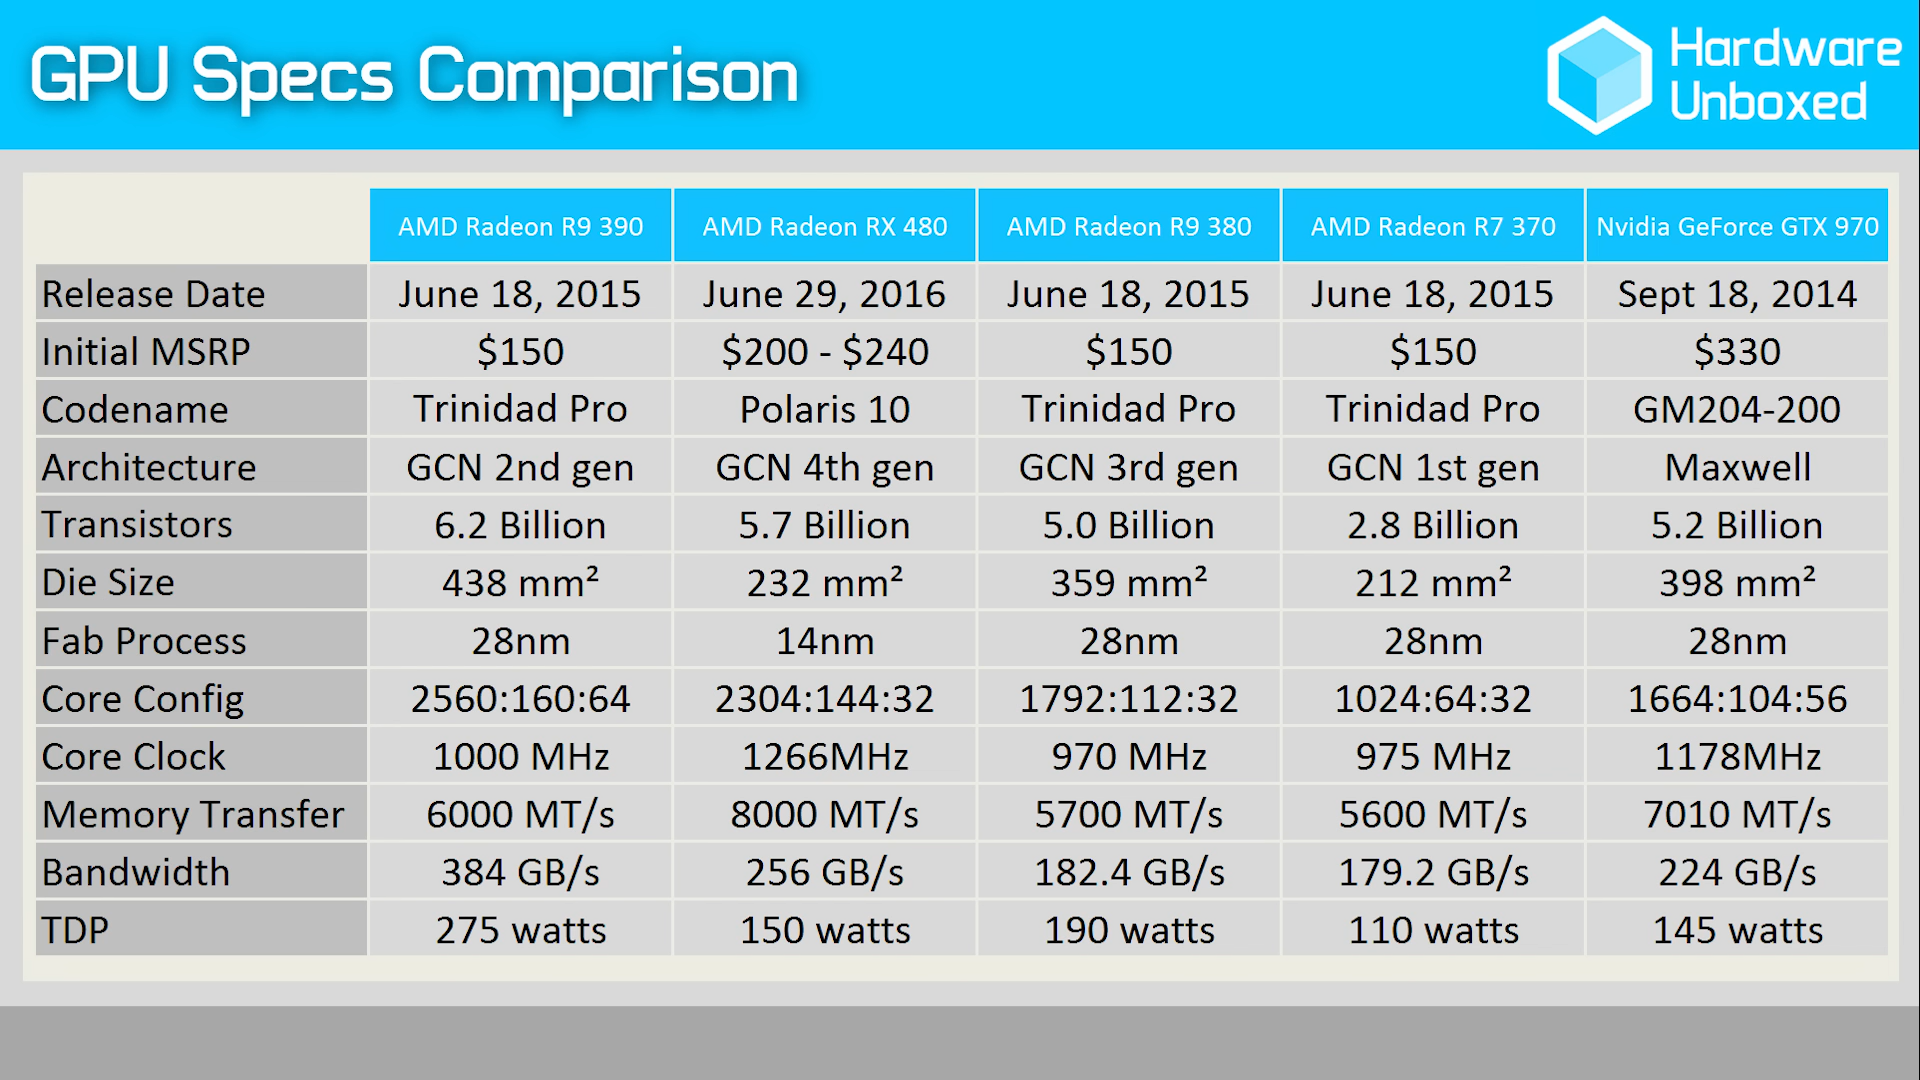 GPU Specs Comparison
Hardware
Unboxed
AMD Radeon R9 390 AMD Radeon RX 480 AMD Radeon R9 380 AMD Radeon R7 370 Nvidia GeForce GTX 970
Release Date June 18, 2015 June 29, 2016 June 18, 2015 June 18, 2015 Sept 18, 2014
Initial MSRP $150 $200 - $240 $150 $150 $330
Codename Trinidad Pro Polaris 10 Trinidad Pro Trinidad Pro GM204-200
Architecture GCN 2nd gen GCN 4th gen GCN 3rd gen GCN 1st gen Maxwell
Transistors 6.2 Billion 5.7 Billion 5.0 Billion 2.8 Billion 5.2 Billion
Die Size 438 mm² 232 mm² 359 mm² 212 mm² 398 mm²
Fab Process 28nm 14nm 28nm 28nm 28nm
Core Config 2560:160:64 2304:144:32 1792:112:32 1024:64:32 1664:104:56
Core Clock 1000 MHz 1266MHz 970 MHz 975 MHz 1178MHz
Memory Transfer 6000 MT/s 8000 MT/s 5700 MT/s 5600 MT/s 7010 MT/s
Bandwidth 384 GB/s 256 GB/s 182.4 GB/s 179.2 GB/s 224 GB/s
TDP 275 watts 150 watts 190 watts 110 watts 145 watts